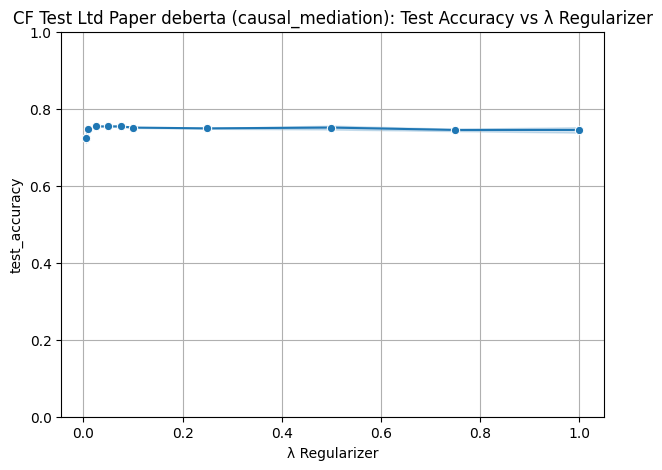 CF Test Ltd Paper deberta (causal_mediation): Test Accuracy vs λ Regularizer
1.0
0.8
0.6
0.4
0.2
0.0
test_accuracy
0.0 0.2 0.4 0.6 0.8 1.0
λ Regularizer